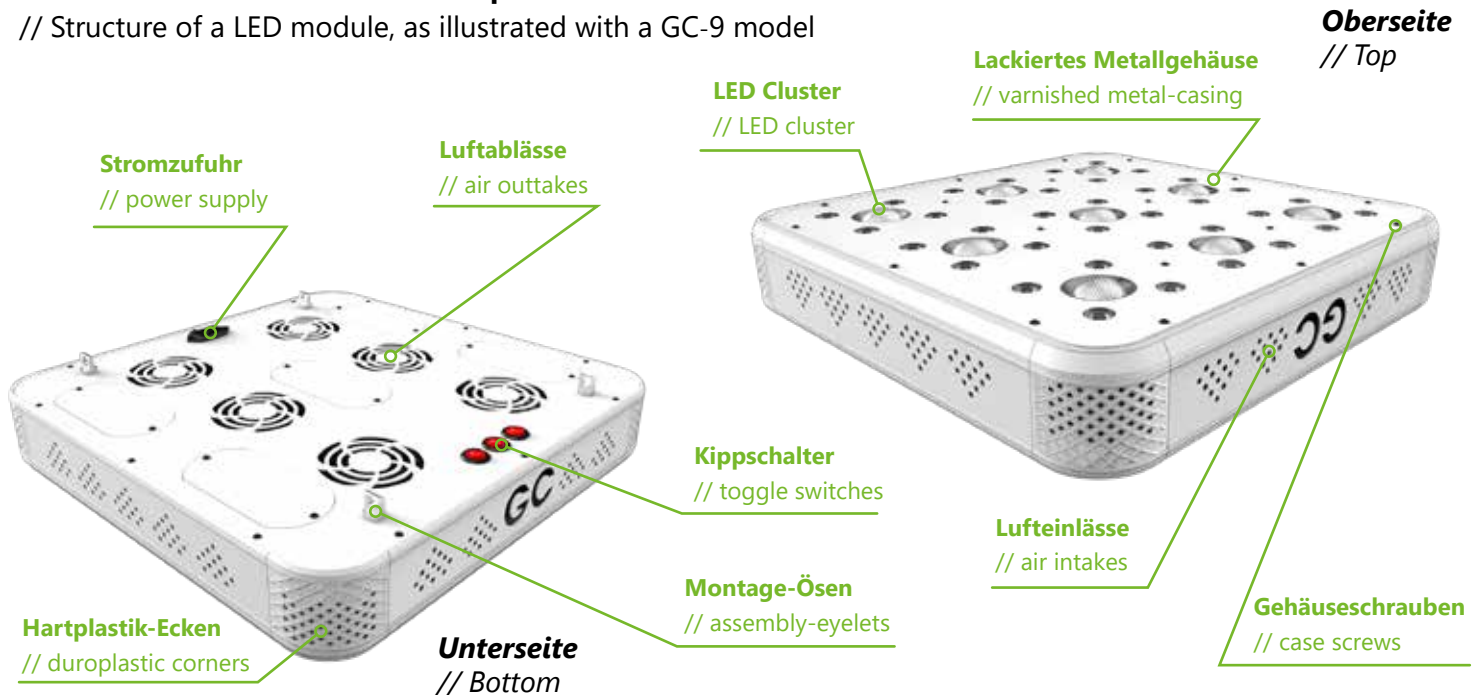 // Structure of a LED module, as illustrated with a GC-9 model
Oberseite
// Top
Lackiertes Metallgehäuse
// varnished metal-casing
LED Cluster
// LED cluster
Stromzufuhr
// power supply
Luftablässe
// air outtakes
GC
GC
Kippschalter
// toggle switches
Lufteinlässe
// air intakes
Montage-Ösen
// assembly-eyelets
Gehäuseschrauben
// case screws
Hartplastik-Ecken
// duroplastic corners
Unterseite
// Bottom